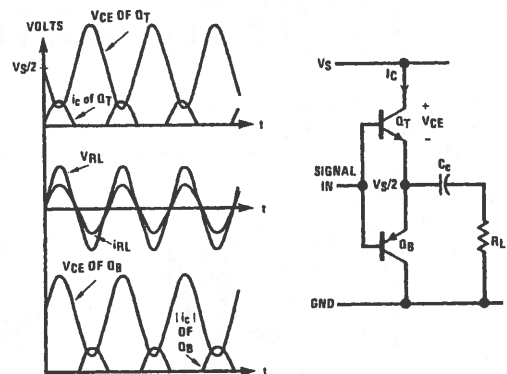 VOLTS
VCE OF QT
VS/2
iC of QT
t
VRL
t
iRL
VCE OF QB
|iC|
OF
QB
t
VS
IC
QT
+
VCE
-
SIGNAL
IN
VS/2
CC
QB
RL
GND